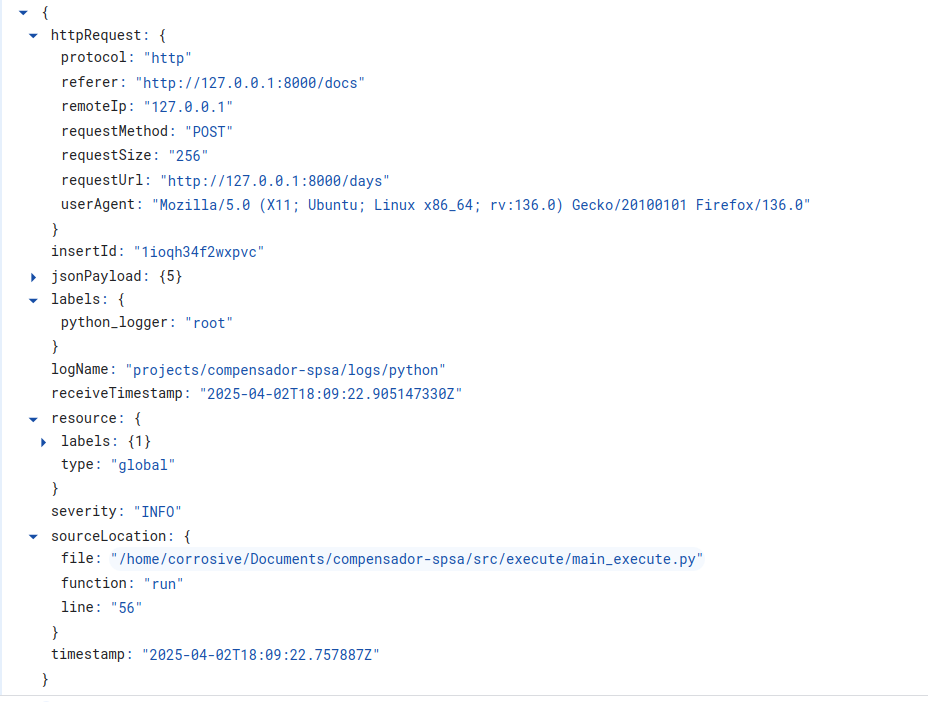 {
httpRequest: {
protocol: "http"
referer: "http://127.0.0.1:8000/docs"
remoteIp: "127.0.0.1"
requestMethod: "POST"
requestSize: "256"
requestUrl: "http://127.0.0.1:8000/days"
userAgent: "Mozilla/5.0 (X11; Ubuntu; Linux x86_64; rv:136.0) Gecko/20100101 Firefox/136.0"
}
insertId: "1ioqh34f2wxpvc"
jsonPayload: {5}
labels: {
python_logger: "root"
}
logName: "projects/compensador-spsa/logs/python"
receiveTimestamp: "2025-04-02T18:09:22.905147330Z"
resource: {
labels: {1}
type: "global"
}
severity: "INFO"
sourceLocation: {
file: "/home/corrosive/Documents/compensador-spsa/src/execute/main_execute.py"
function: "run"
line: "56"
}
timestamp: "2025-04-02T18:09:22.757887Z"
}